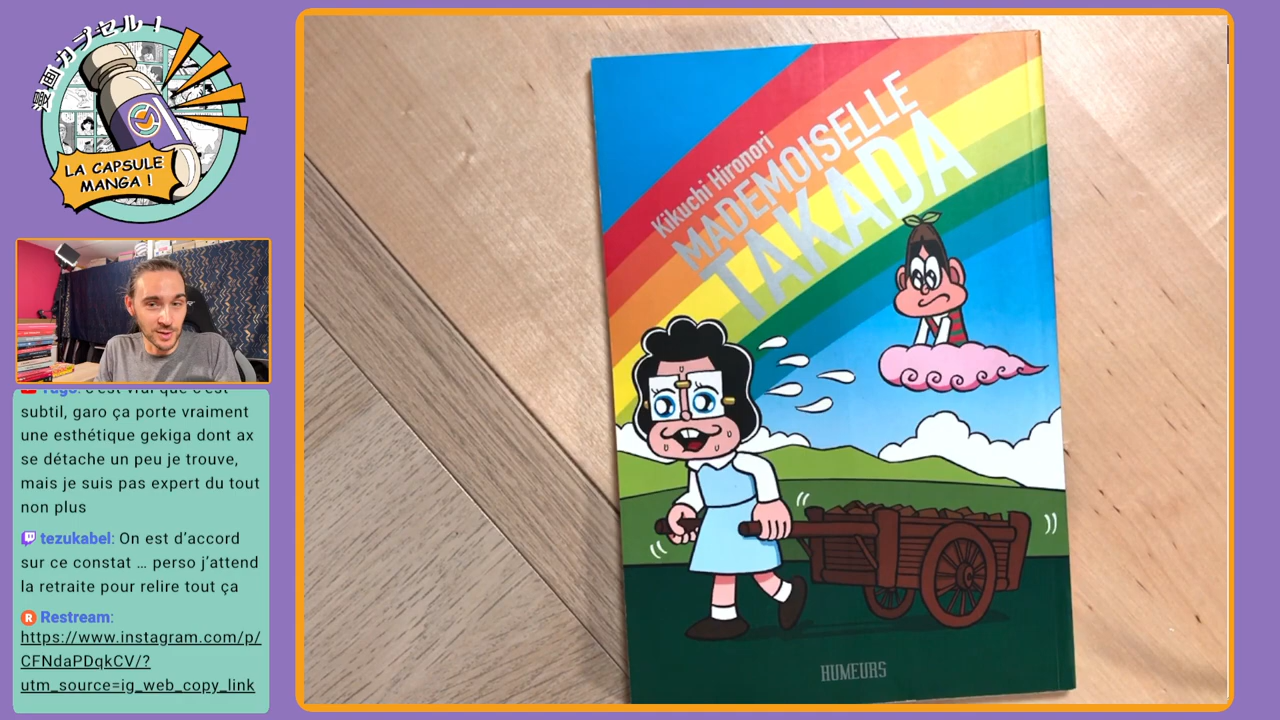 漫画カプセル!
LA CAPSULE
MANGA !
Yugo: c'est vrai que c'est
subtil, garo ça porte vraiment
une esthétique gekiga dont ax
se détache un peu je trouve,
mais je suis pas expert du tout
non plus
tezukabel: On est d’accord
sur ce constat … perso j’attend
la retraite pour relire tout ça
R Restream:
https://www.instagram.com/p/
CFNdaPDqkCV/?
utm_source=ig_web_copy_link
Kikuchi Hironori
MADEMOISELLE
TAKADA
HUMEURS